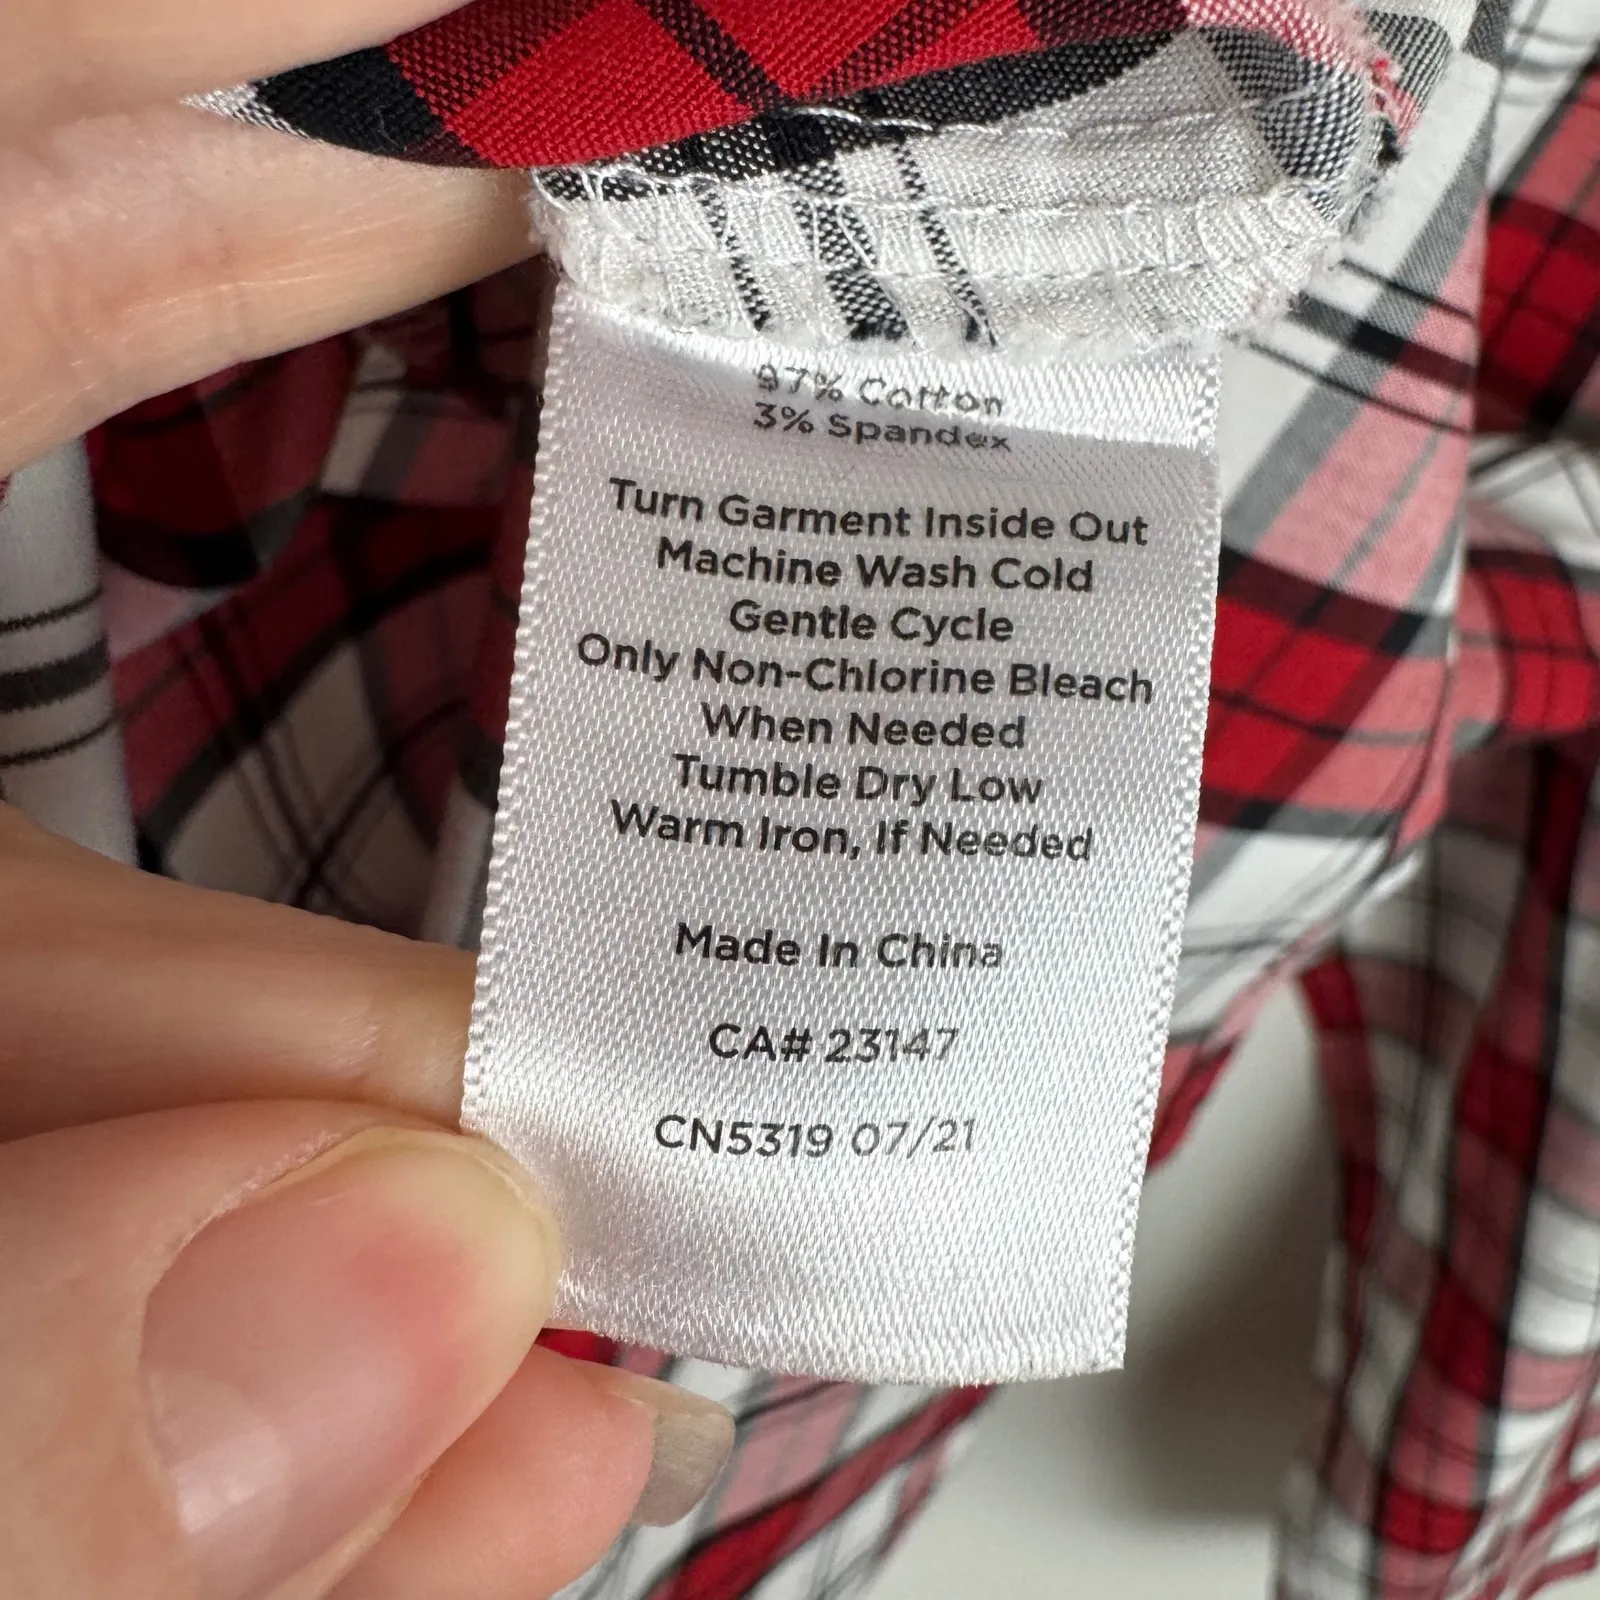 97% Cotton
3% Spandex
Turn Garment Inside Out
Machine Wash Cold
Gentle Cycle
Only Non-Chlorine Bleach
When Needed
Tumble Dry Low
Warm Iron, If Needed
Made In China
CA# 23147
CN5319 07/21